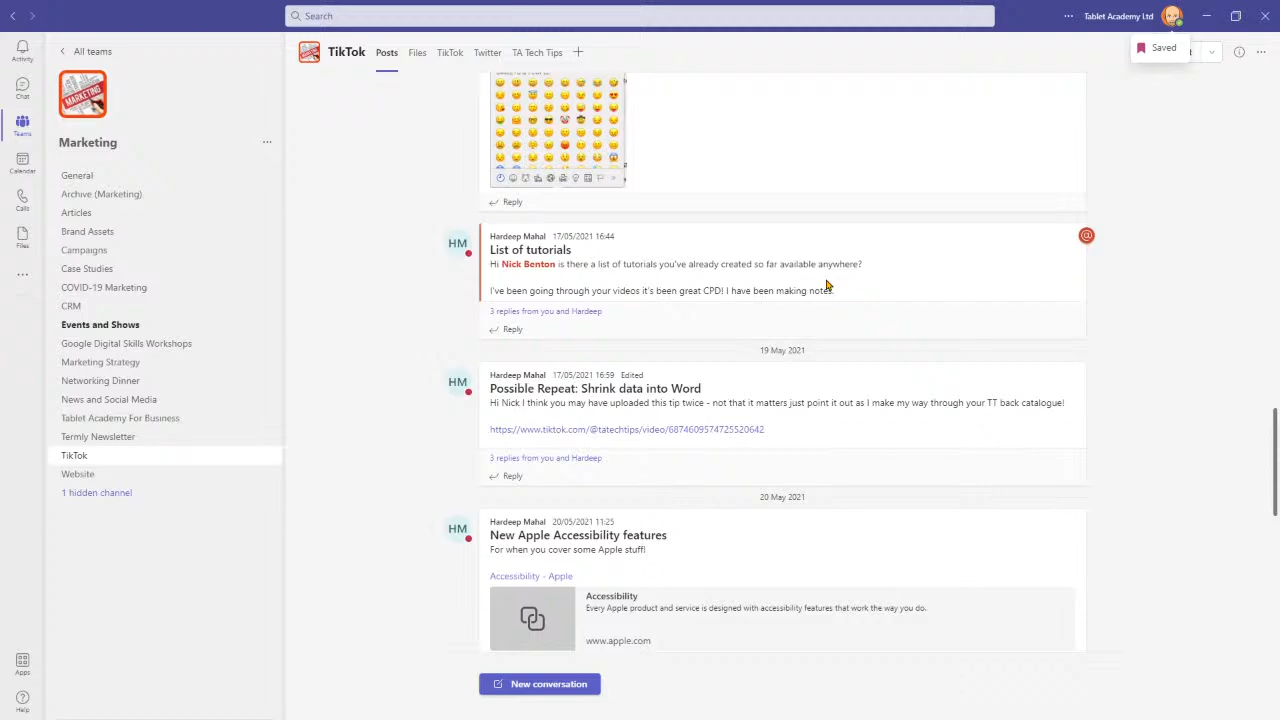 Search
Tablet Academy Ltd
Saved
Activity
Chat
Teams
Calendar
Calls
Files
Apps
Help
All teams
MARKETING
Marketing
General
Archive (Marketing)
Articles
Brand Assets
Campaigns
Case Studies
COVID-19 Marketing
CRM
Events and Shows
Google Digital Skills Workshops
Marketing Strategy
Networking Dinner
News and Social Media
Tablet Academy For Business
Termly Newsletter
TikTok
Website
1 hidden channel
TikTok
Posts
Files
TikTok
Twitter
TA Tech Tips
Reply
HM
Hardeep Mahal 17/05/2021 16:44
List of tutorials
Hi Nick Benton is there a list of tutorials you've already created so far available anywhere?
I've been going through your videos it's been great CPD! I have been making notes.
3 replies from you and Hardeep
Reply
19 May 2021
HM
Hardeep Mahal 17/05/2021 16:59 Edited
Possible Repeat: Shrink data into Word
Hi Nick I think you may have uploaded this tip twice - not that it matters just point it out as I make my way through your TT back catalogue!
https://www.tiktok.com/@tatechtips/video/6874609574725520642
3 replies from you and Hardeep
Reply
20 May 2021
HM
Hardeep Mahal 20/05/2021 11:25
New Apple Accessibility features
For when you cover some Apple stuff!
Accessibility - Apple
Accessibility
Every Apple product and service is designed with accessibility features that work the way you do.
www.apple.com
New conversation